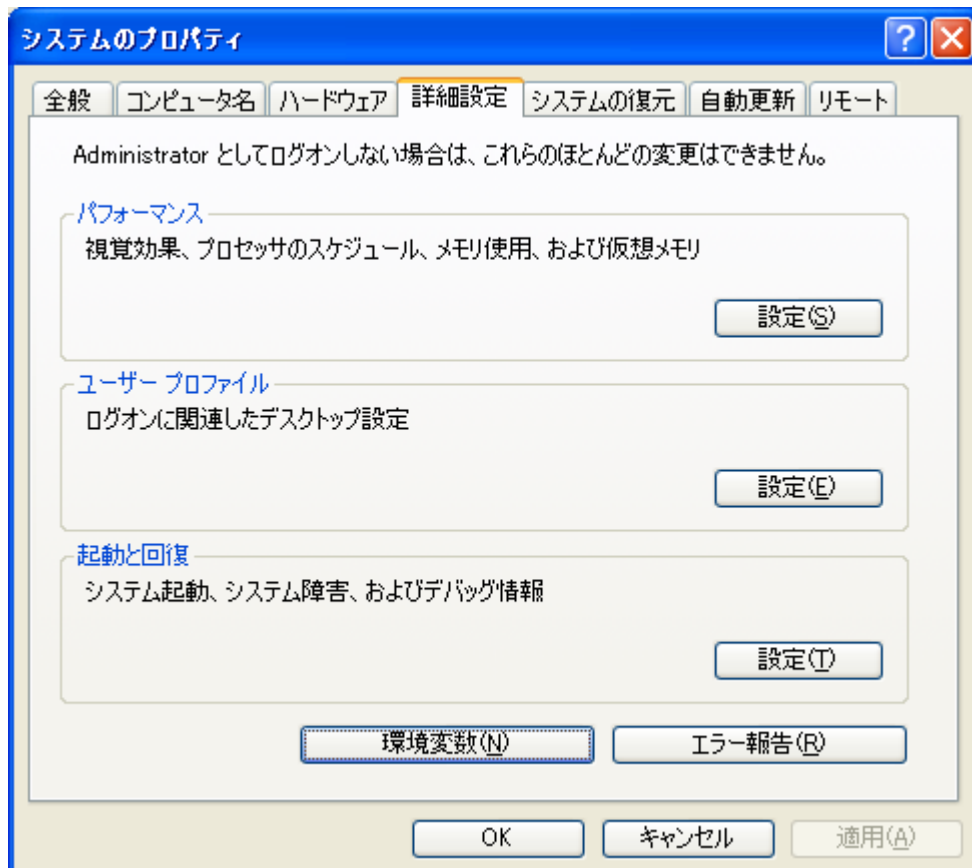 システムのプロパティ
全般 コンピュータ名 ハードウェア 詳細設定 システムの復元 自動更新 リモート
Administrator としてログオンしない場合は、これらのほとんどの変更はできません。
パフォーマンス
視覚効果、プロセッサのスケジュール、メモリ使用、および仮想メモリ
設定(S)
ユーザー プロファイル
ログオンに関連したデスクトップ設定
設定(E)
起動と回復
システム起動、システム障害、およびデバッグ情報
設定(T)
環境変数(N) エラー報告(R)
OK キャンセル 適用(A)